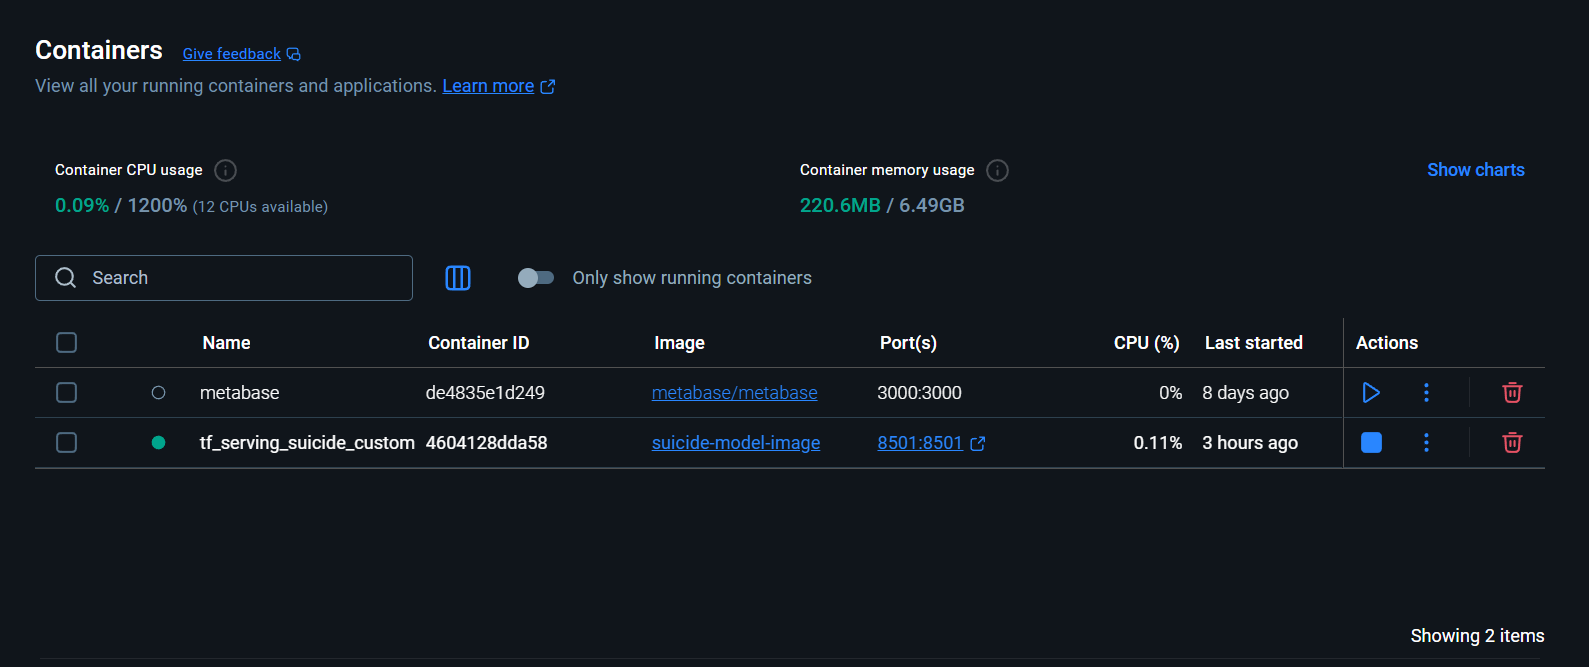 Containers Give feedback
View all your running containers and applications. Learn more
Container CPU usage
0.09% / 1200% (12 CPUs available)
Container memory usage
220.6MB / 6.49GB
Show charts
Search
Only show running containers
Name Container ID Image Port(s) CPU (%) Last started Actions
metabase de4835e1d249 metabase/metabase 3000:3000 0% 8 days ago
tf_serving_suicide_custom 4604128dda58 suicide-model-image 8501:8501 0.11% 3 hours ago
Showing 2 items